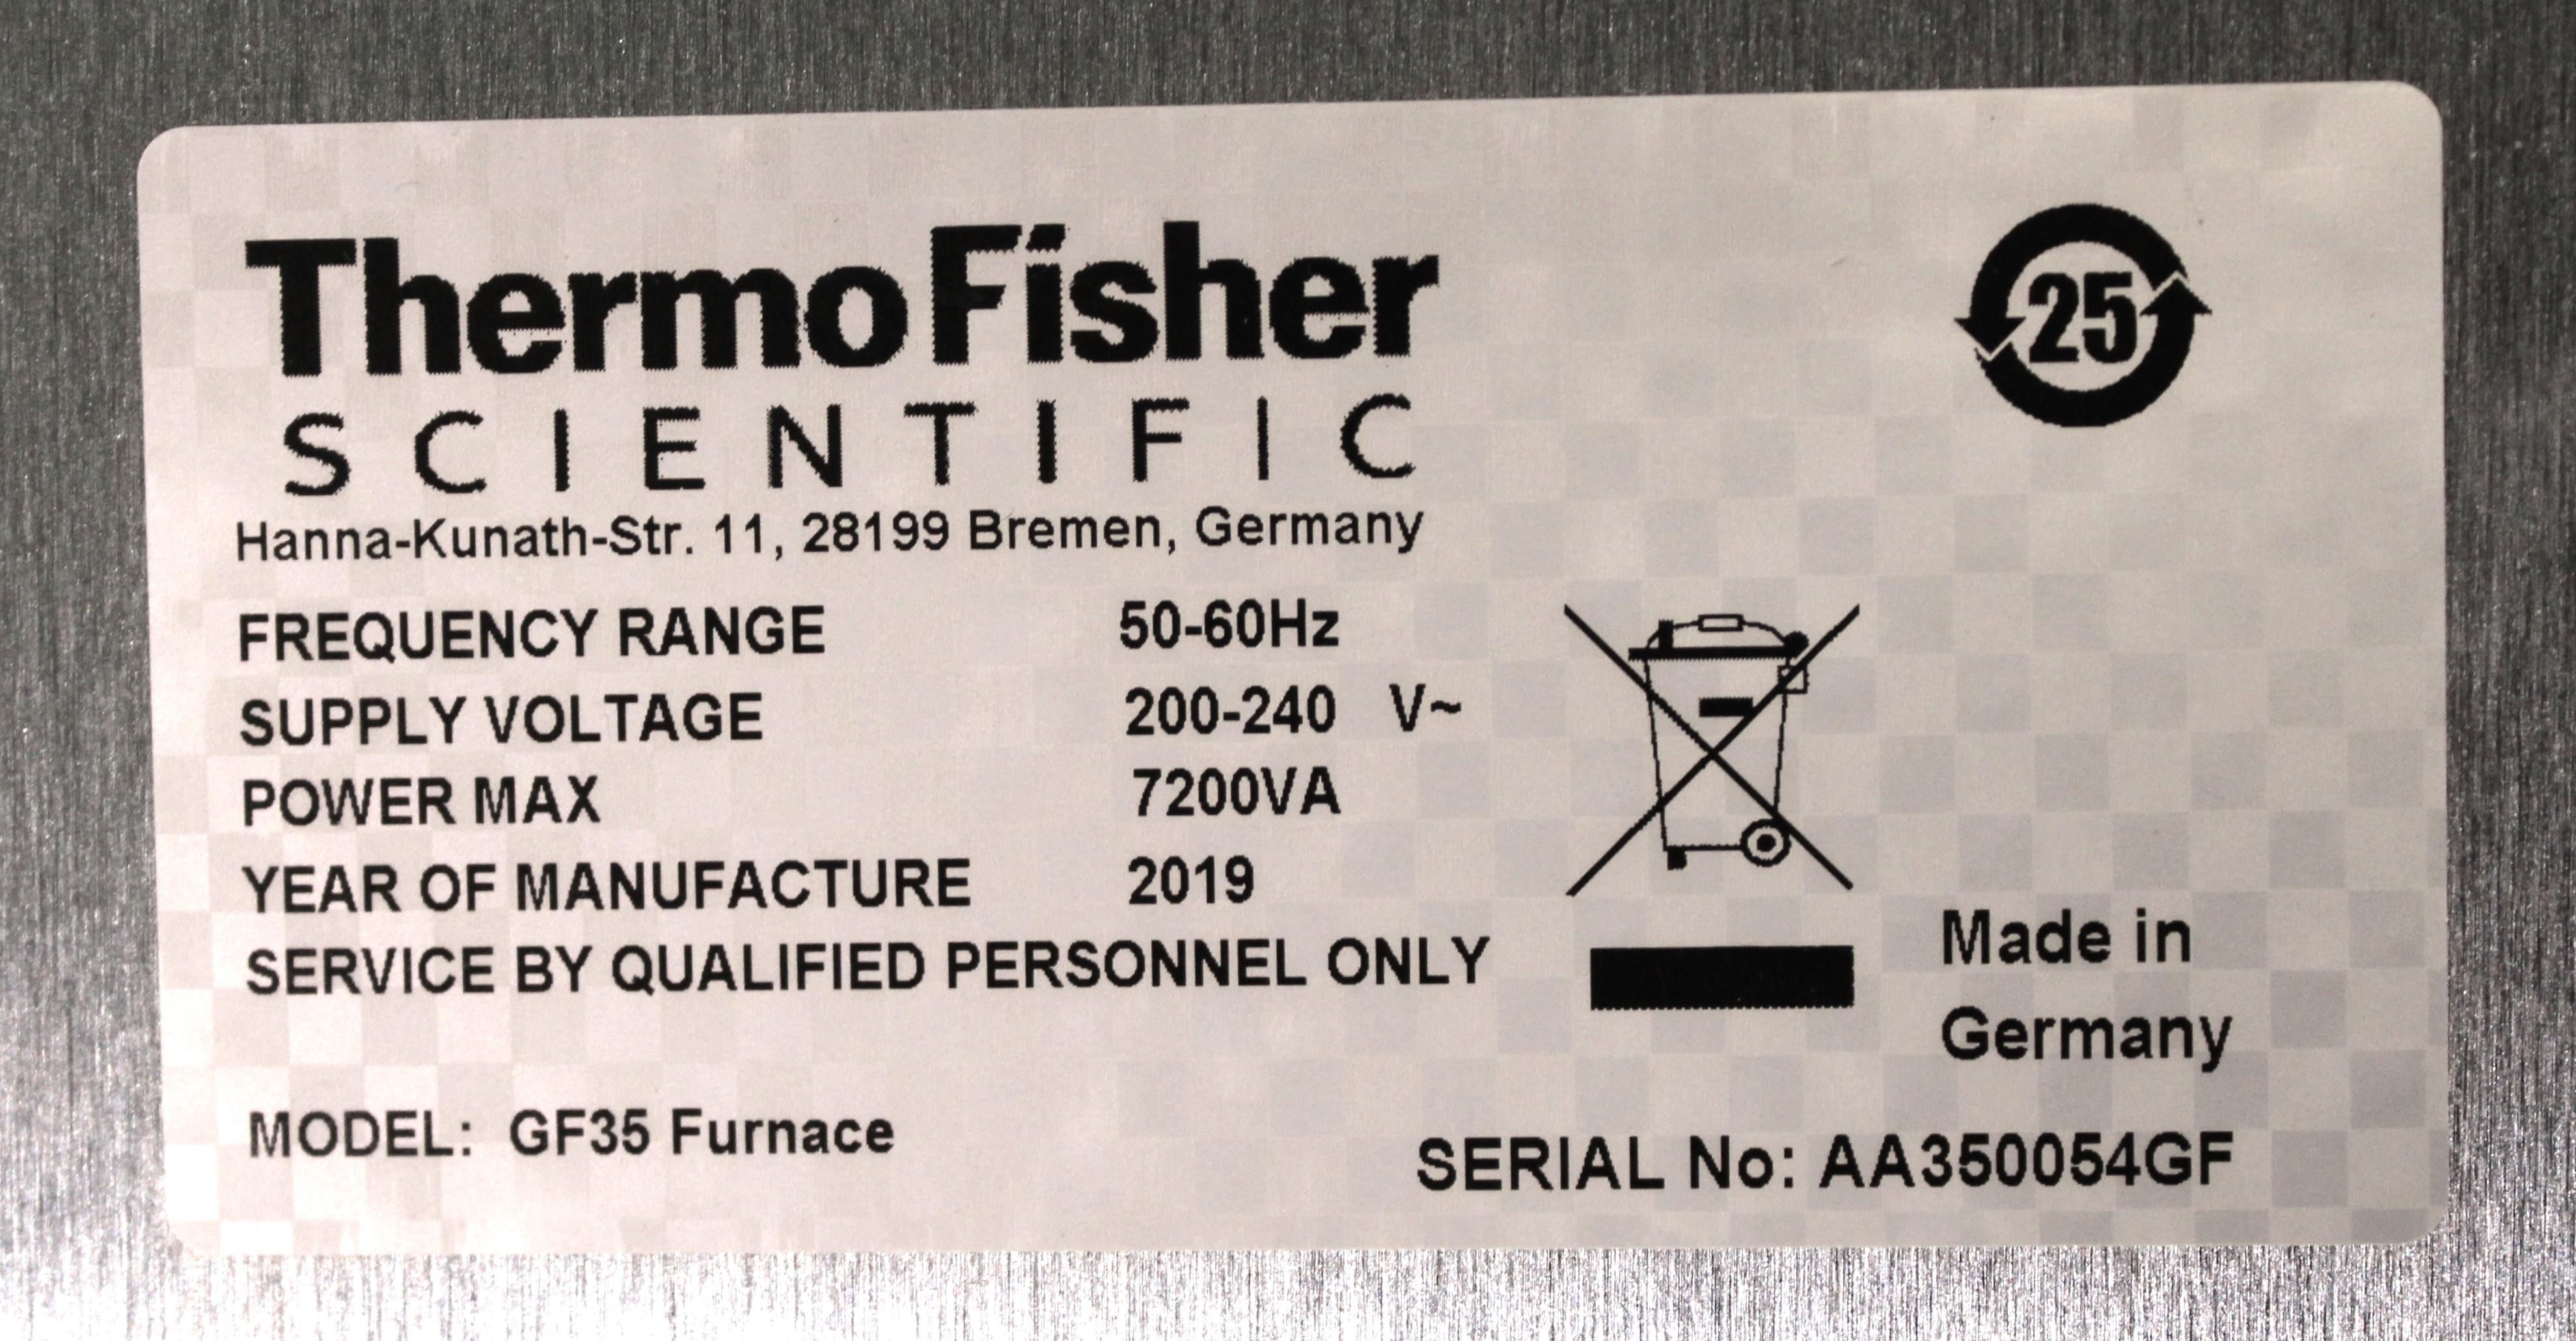 ThermoFisher
SCIENTIFIC
25
Hanna-Kunath-Str. 11, 28199 Bremen, Germany
FREQUENCY RANGE 50-60Hz
SUPPLY VOLTAGE 200-240 V~
POWER MAX 7200VA
YEAR OF MANUFACTURE 2019
SERVICE BY QUALIFIED PERSONNEL ONLY
Made in
Germany
MODEL: GF35 Furnace
SERIAL No: AA350054GF